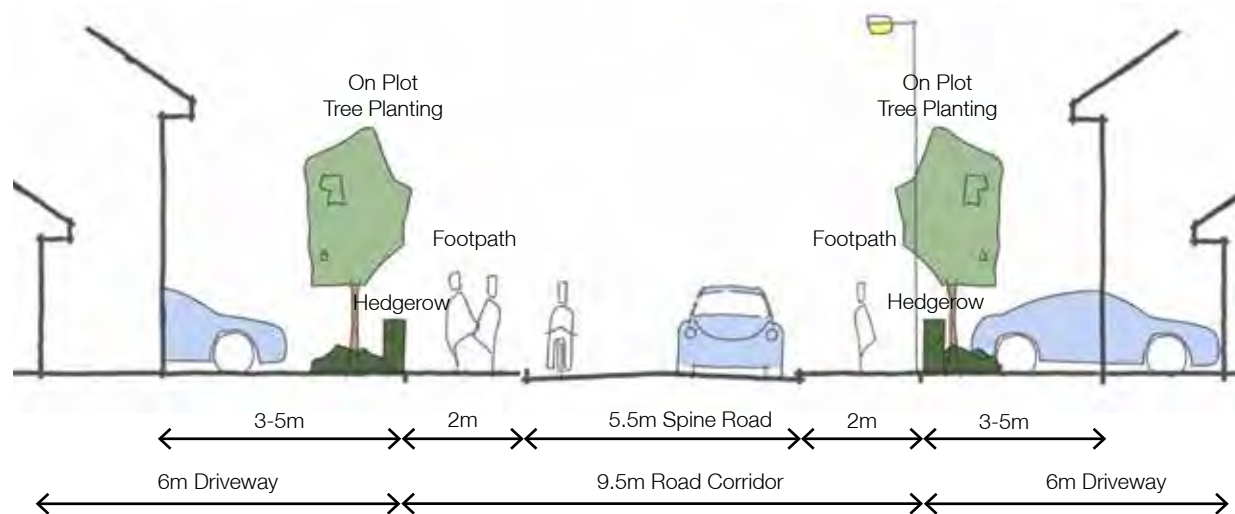 On Plot
Tree Planting
On Plot
Tree Planting
Footpath
Footpath
Hedgerow
Hedgerow
3-5m
2m
5.5m Spine Road
2m
3-5m
6m Driveway
9.5m Road Corridor
6m Driveway